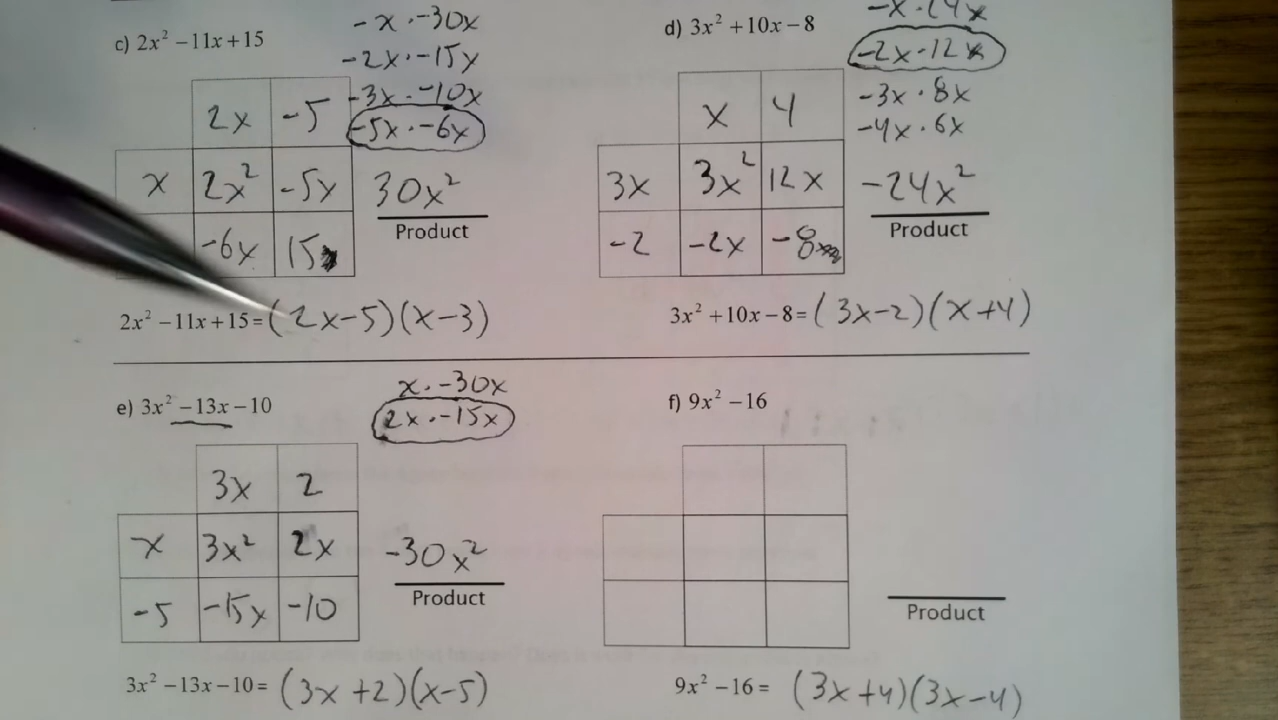 c) 2x² −11x+15
-x · -30x
-2x · -15x
-3x · -10x
-5x · -6x
2x -5
x 2x² -5x
-6x 15
30x²
Product
2x² −11x+15= (2x-5)(x-3)
d) 3x² +10x−8
-2x · 12x
-3x · 8x
-4x · 6x
x 4
3x 3x² 12x
-2 -2x -8
-24x²
Product
3x² +10x−8= (3x-2)(x+4)
e) 3x² −13x−10
x · -30x
2x · -15x
3x 2
x 3x² 2x
-5 -15x -10
-30x²
Product
3x² −13x−10= (3x+2)(x-5)
f) 9x² −16
Product
9x² −16= (3x+4)(3x-4)